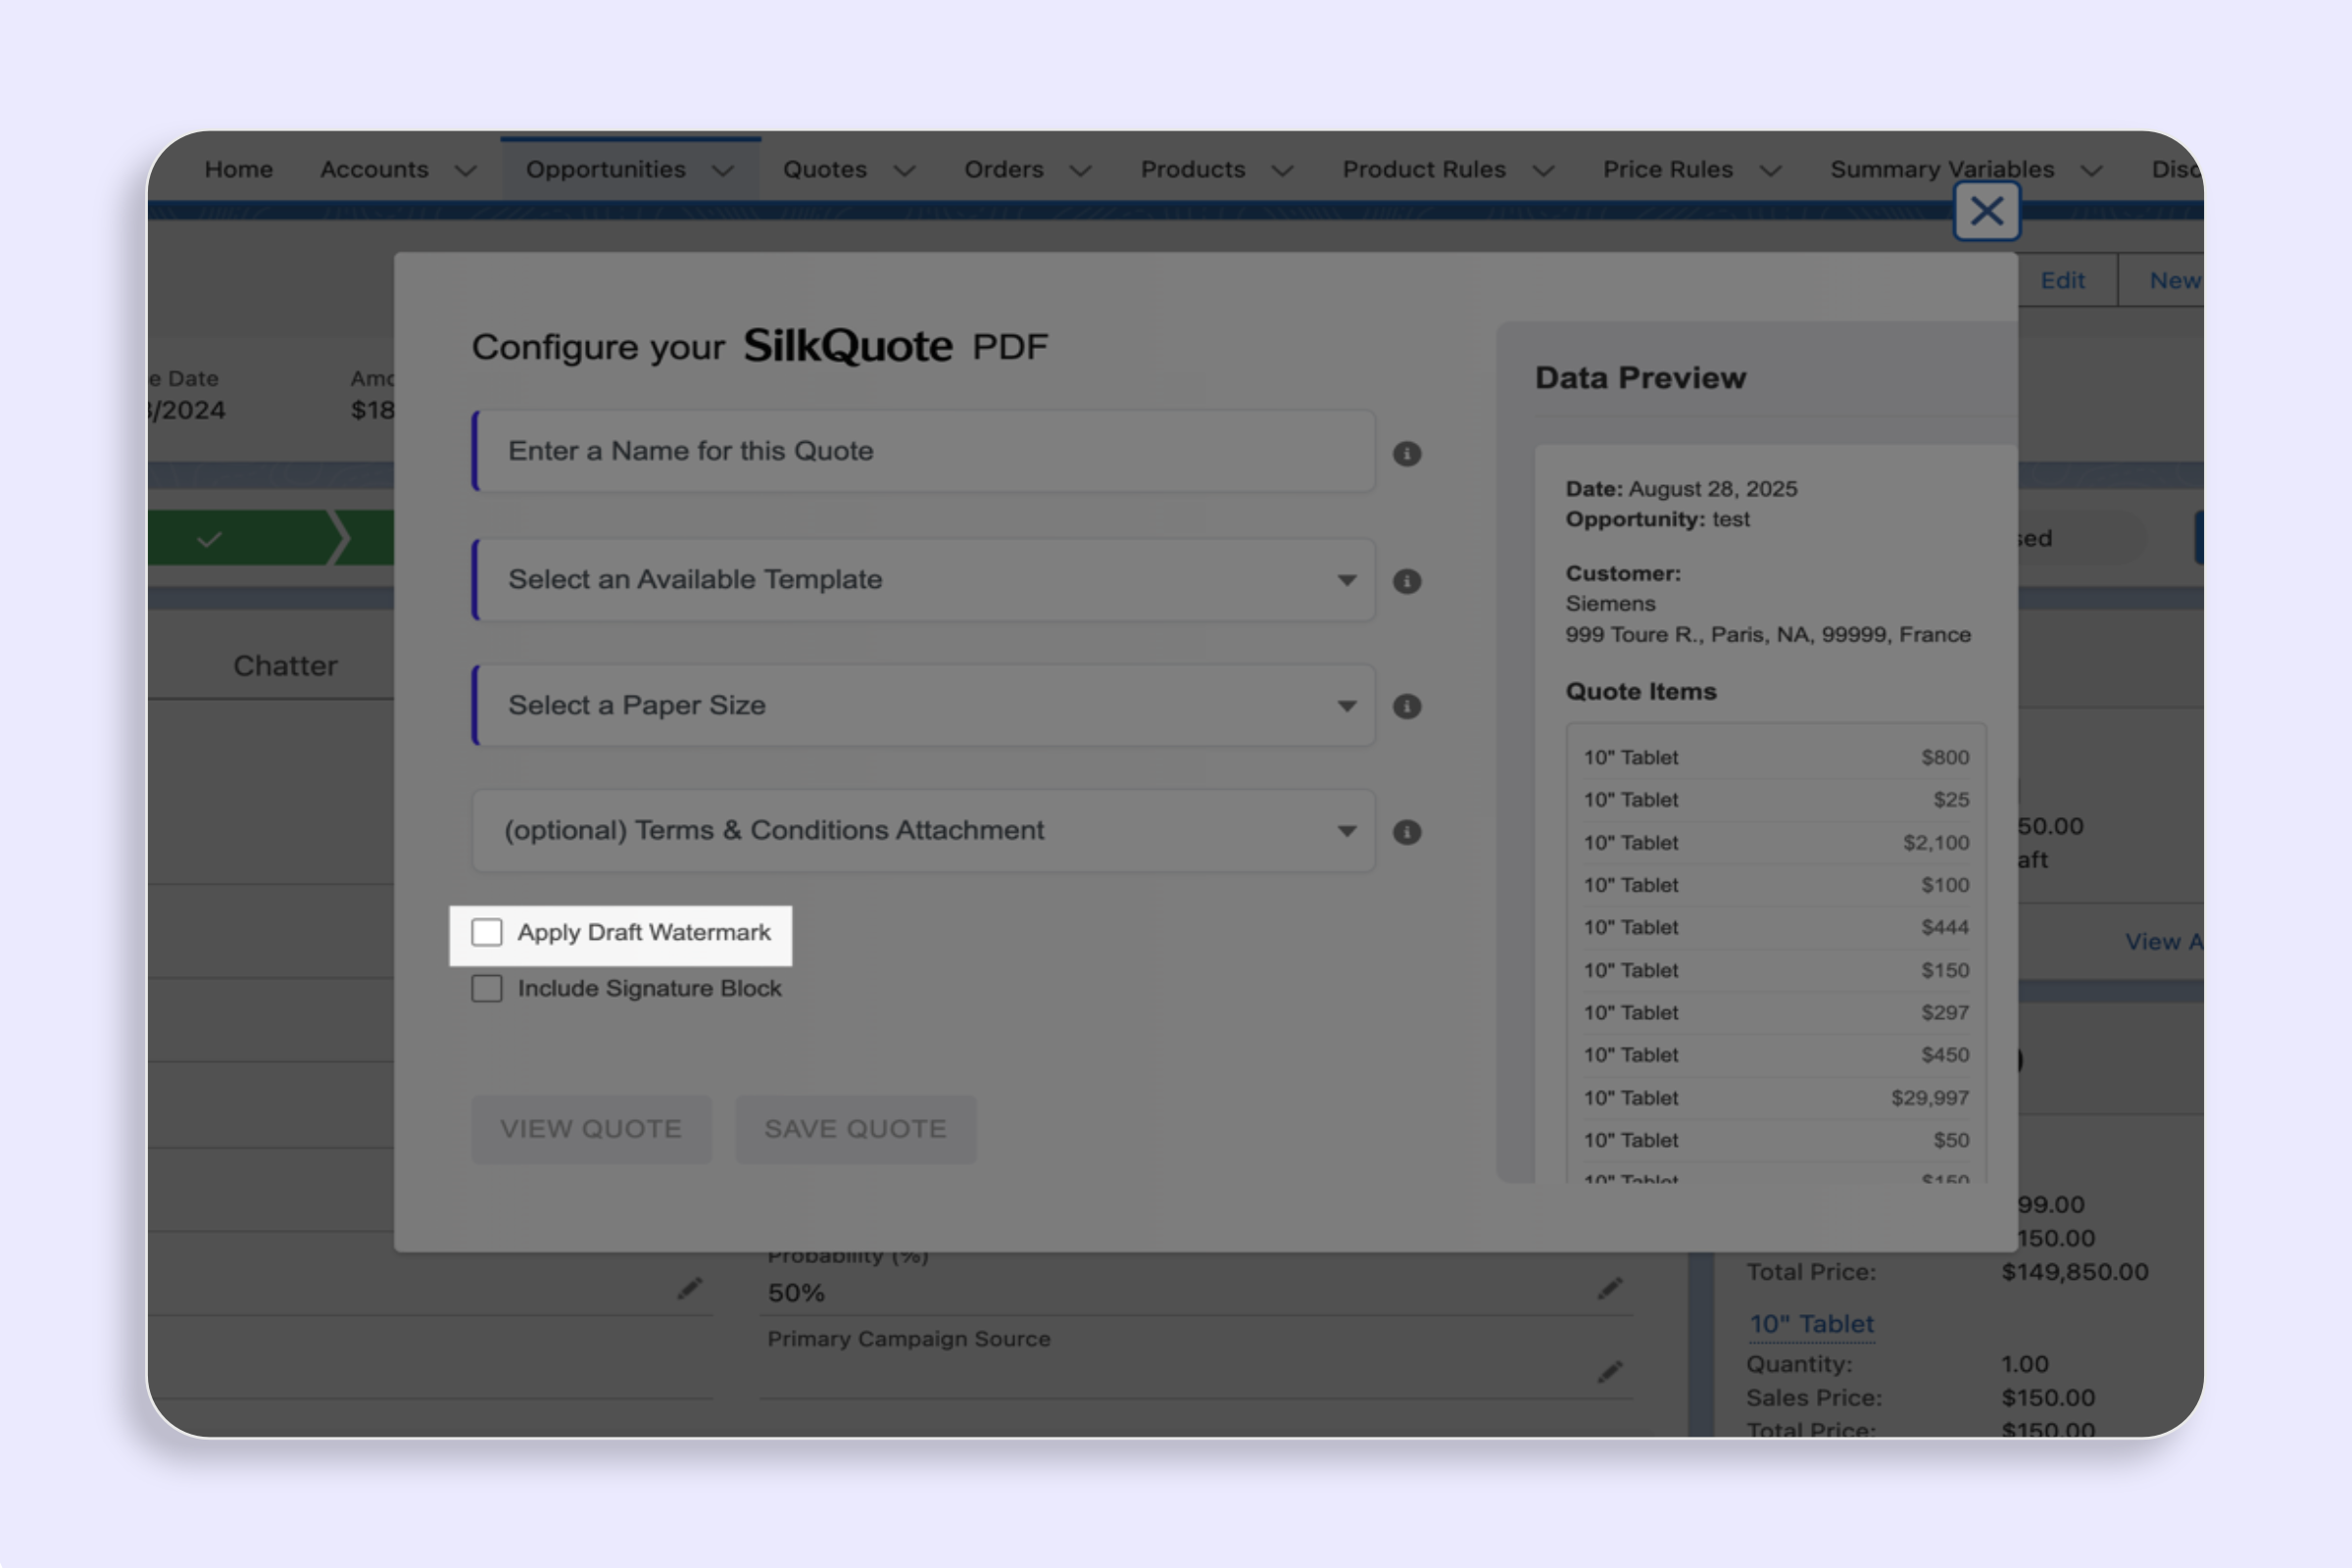 Home Accounts Opportunities Quotes Orders Products Product Rules Price Rules Summary Variables
Edit New
e Date
/2024
$18
Chatter
Configure your SilkQuote PDF
Enter a Name for this Quote
Select an Available Template
Select a Paper Size
(optional) Terms & Conditions Attachment
Apply Draft Watermark
Include Signature Block
VIEW QUOTE SAVE QUOTE
Data Preview
Date: August 28, 2025
Opportunity: test
Customer:
Siemens
999 Toure R., Paris, NA, 99999, France
Quote Items
10" Tablet $800
10" Tablet $25
10" Tablet $2,100
10" Tablet $100
10" Tablet $444
10" Tablet $150
10" Tablet $297
10" Tablet $450
10" Tablet $29,997
10" Tablet $50
10" Tablet $150
sed
50.00
aft
View A
99.00
150.00
Total Price: $149,850.00
10" Tablet
Quantity: 1.00
Sales Price: $150.00
Total Price: $150.00
Probability (%)
50%
Primary Campaign Source